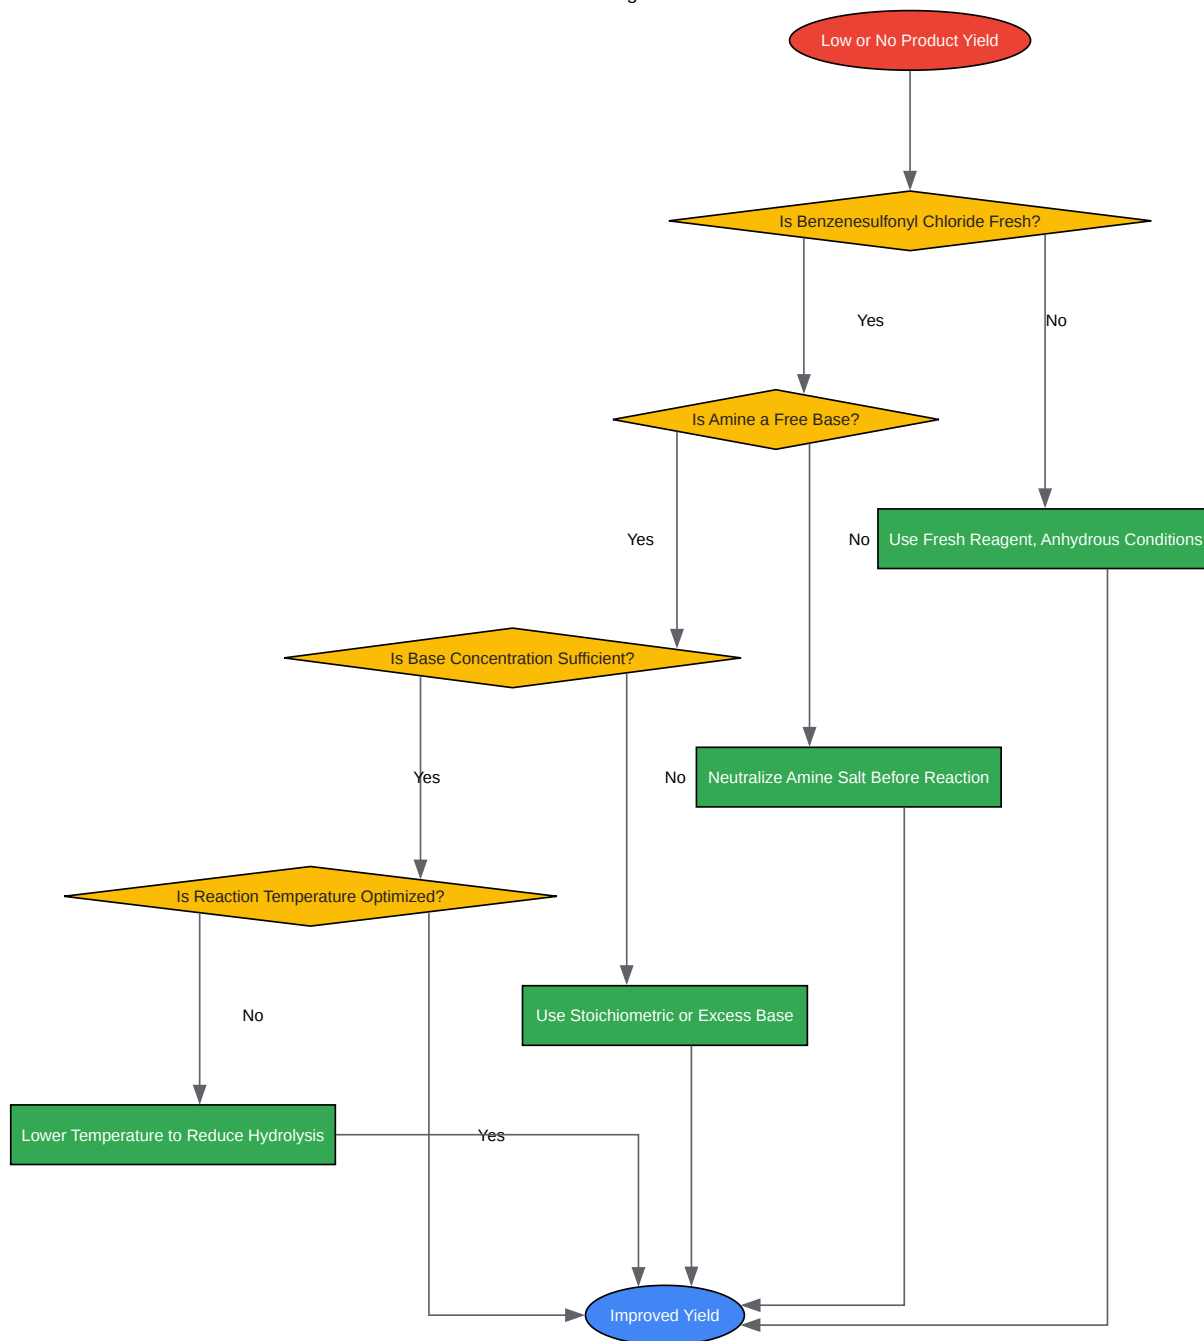 Low or No Product Yield
Is Benzenesulfonyl Chloride Fresh?
Yes
No
Is Amine a Free Base?
Yes
No
Use Fresh Reagent, Anhydrous Conditions
Is Base Concentration Sufficient?
Yes
No
Neutralize Amine Salt Before Reaction
Is Reaction Temperature Optimized?
No
Use Stoichiometric or Excess Base
Lower Temperature to Reduce Hydrolysis
Yes
Improved Yield